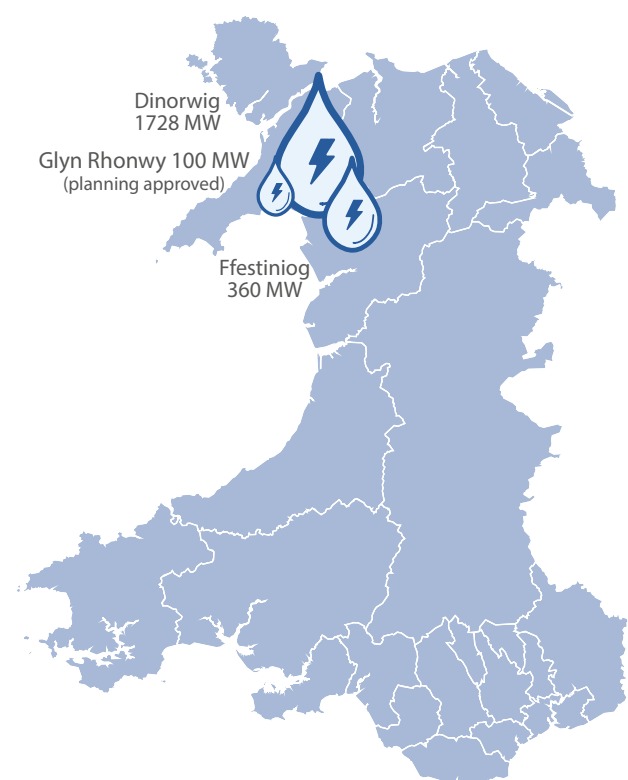 Dinorwig
1728 MW
Glyn Rhonwy 100 MW
(planning approved)
Ffestiniog
360 MW